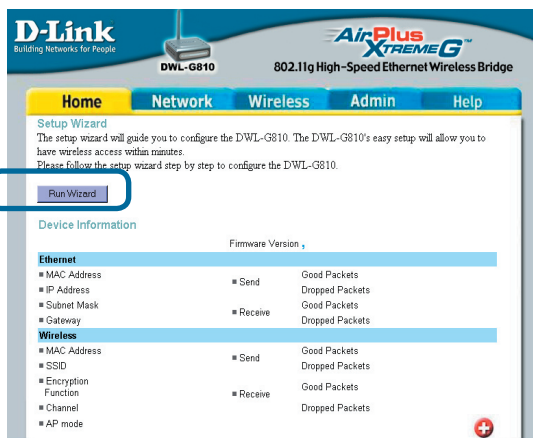 D-Link
Building Networks for People
DWL-G810
AirPlus
XTREME G™
802.11g High-Speed Ethernet Wireless Bridge
Home Network Wireless Admin Help
Setup Wizard
The setup wizard will guide you to configure the DWL-G810. The DWL-G810's easy setup will allow you to
have wireless access within minutes.
Please follow the setup wizard step by step to configure the DWL-G810.
Run Wizard
Device Information
Firmware Version ,
Ethernet
MAC Address
IP Address
Subnet Mask
Gateway
Send
Good Packets
Dropped Packets
Receive
Good Packets
Dropped Packets
Wireless
MAC Address
SSID
Encryption
Function
Channel
AP mode
Send
Good Packets
Dropped Packets
Receive
Good Packets
Dropped Packets